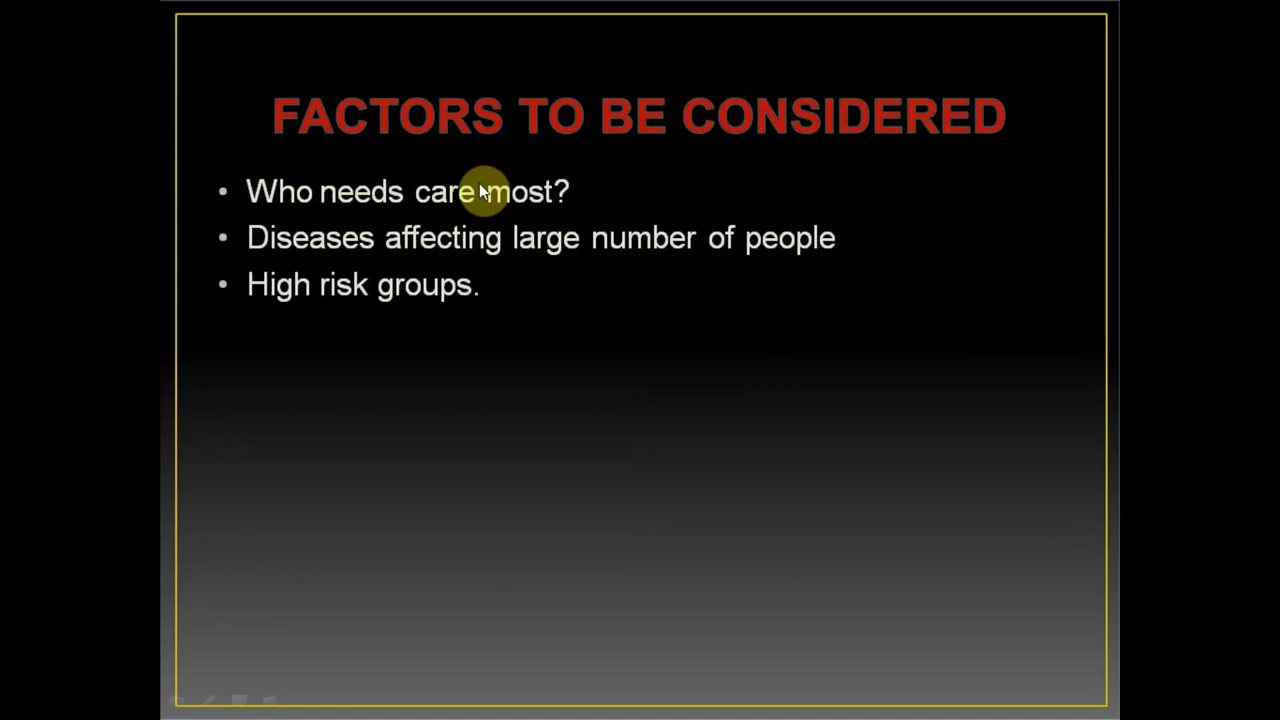 FACTORS TO BE CONSIDERED
• Who needs care most?
• Diseases affecting large number of people
• High risk groups.